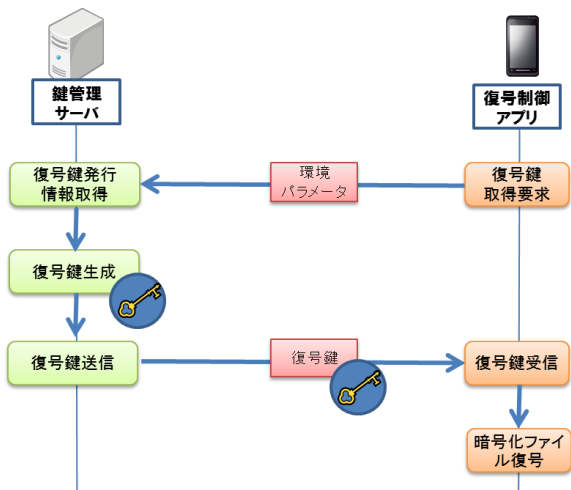 鍵管理
サーバ
復号制御
アプリ
復号鍵発行
情報取得
環境
パラメータ
復号鍵
取得要求
復号鍵生成
復号鍵送信
復号鍵
復号鍵受信
暗号化ファイ
ル復号